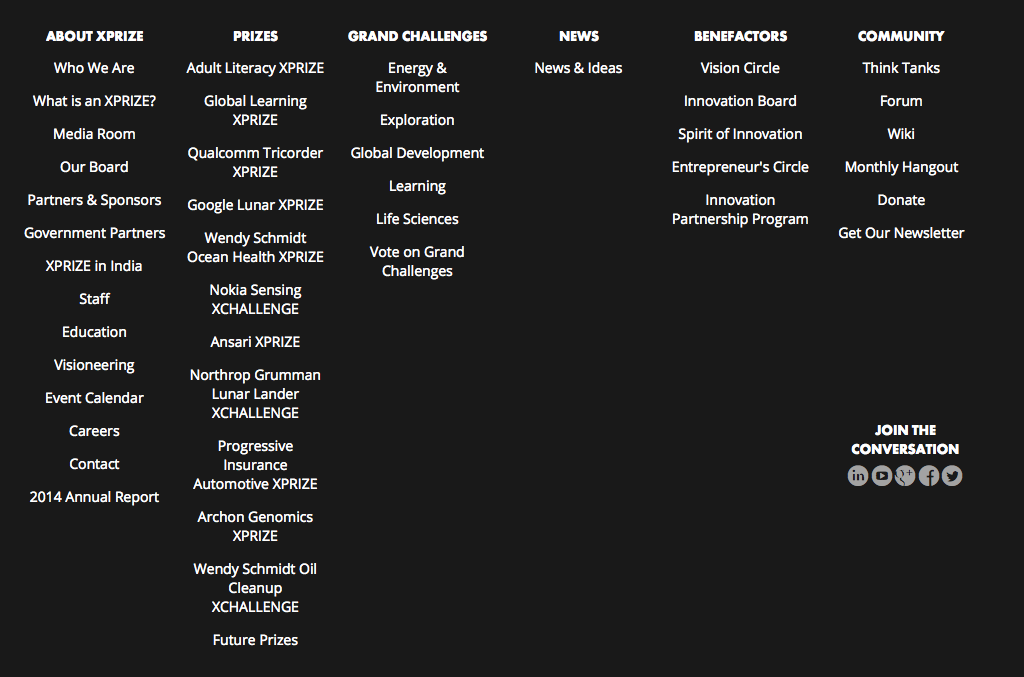 ABOUT XPRIZE
Who We Are
What is an XPRIZE?
Media Room
Our Board
Partners & Sponsors
Government Partners
XPRIZE in India
Staff
Education
Visioneering
Event Calendar
Careers
Contact
2014 Annual Report
PRIZES
Adult Literacy XPRIZE
Global Learning
XPRIZE
Qualcomm Tricorder
XPRIZE
Google Lunar XPRIZE
Wendy Schmidt
Ocean Health XPRIZE
Nokia Sensing
XCHALLENGE
Ansari XPRIZE
Northrop Grumman
Lunar Lander
XCHALLENGE
Progressive
Insurance
Automotive XPRIZE
Archon Genomics
XPRIZE
Wendy Schmidt Oil
Cleanup
XCHALLENGE
Future Prizes
GRAND CHALLENGES
Energy &
Environment
Exploration
Global Development
Learning
Life Sciences
Vote on Grand
Challenges
NEWS
News & Ideas
BENEFACTORS
Vision Circle
Innovation Board
Spirit of Innovation
Entrepreneur's Circle
Innovation
Partnership Program
COMMUNITY
Think Tanks
Forum
Wiki
Monthly Hangout
Donate
Get Our Newsletter
JOIN THE
CONVERSATION